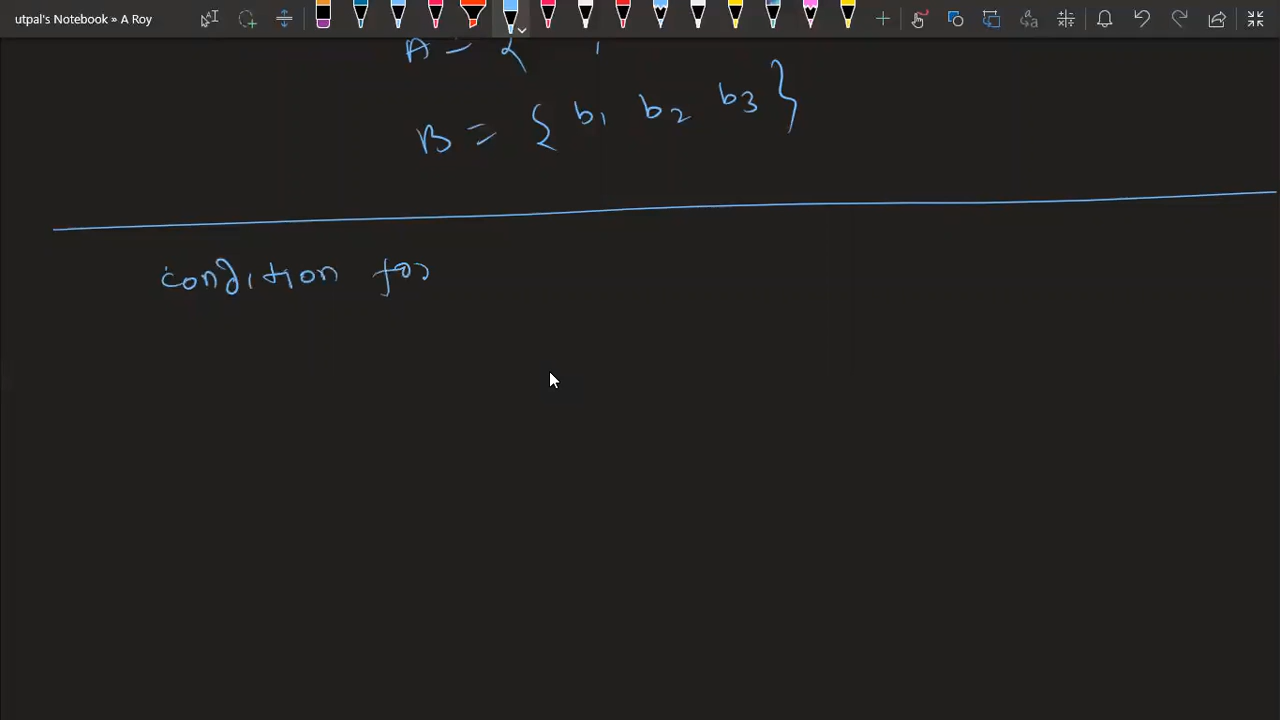 utpal's Notebook » A Roy
A = {
B = { b1 b2 b3 }
condition for